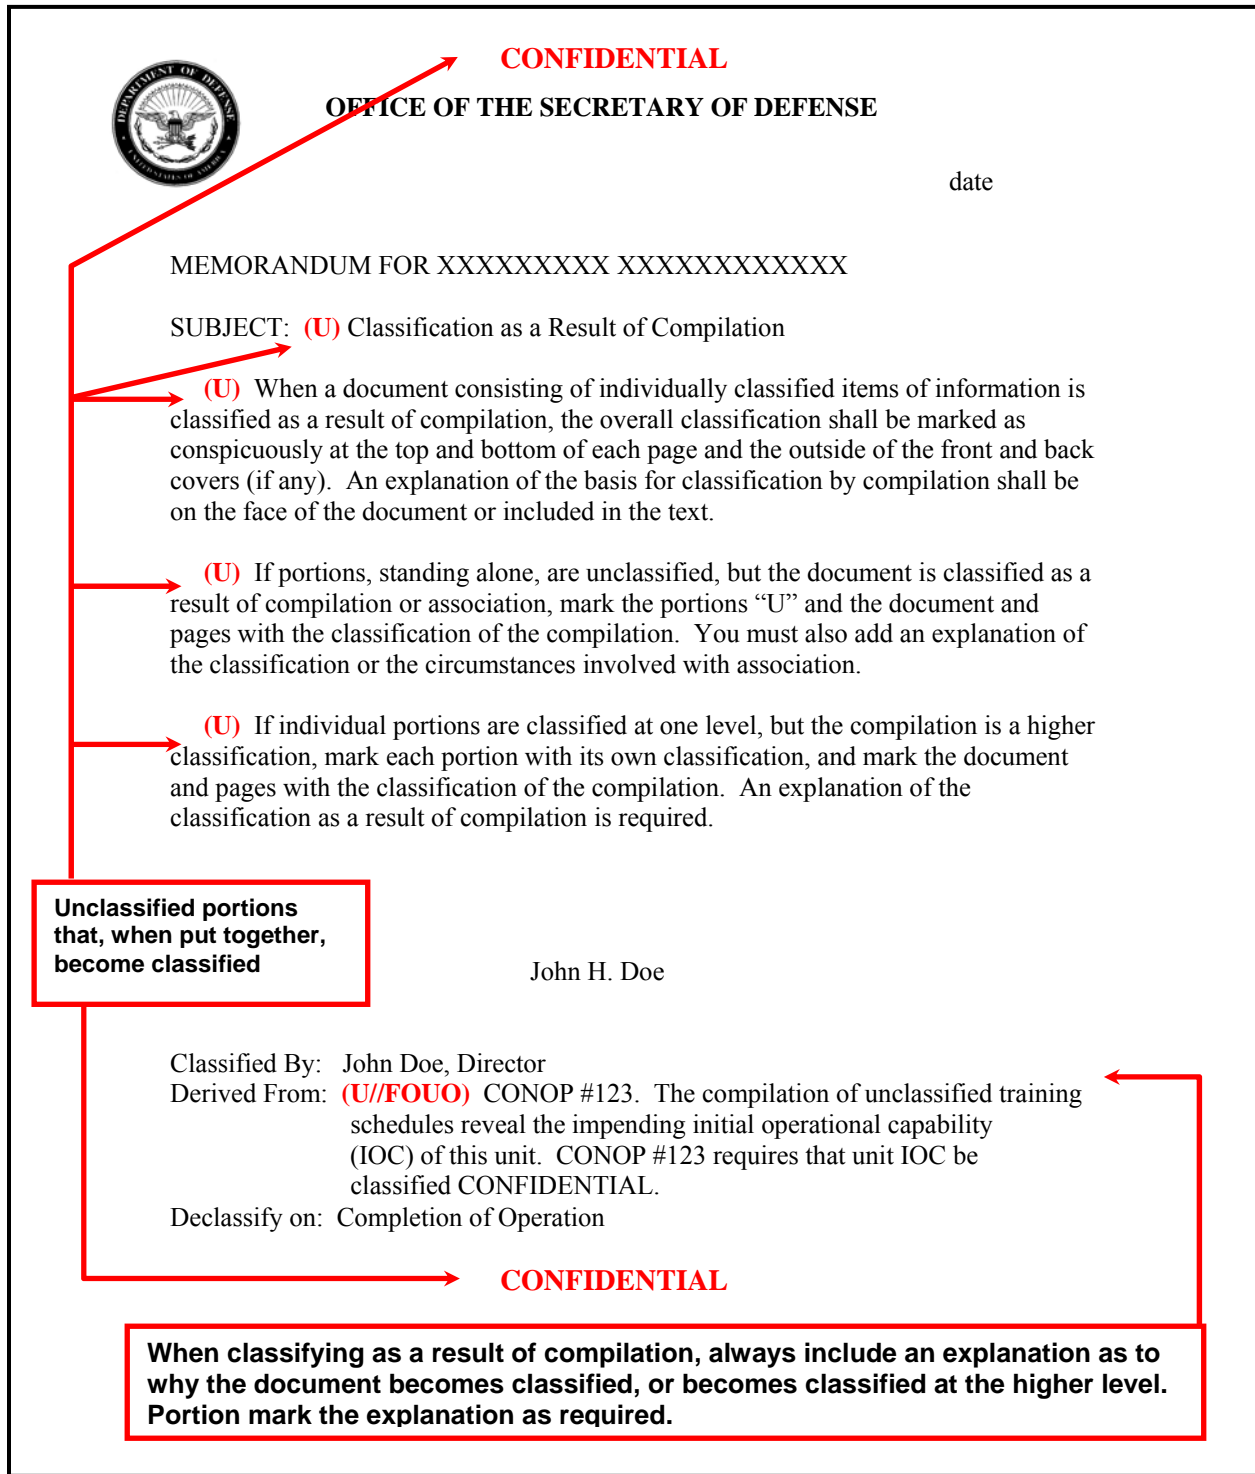 CONFIDENTIAL
DEPARTMENT OF DEFENSE
UNITED STATES OF AMERICA
OFFICE OF THE SECRETARY OF DEFENSE
date
MEMORANDUM FOR XXXXXXXXX XXXXXXXXXXXX
SUBJECT: (U) Classification as a Result of Compilation
(U) When a document consisting of individually classified items of information is
classified as a result of compilation, the overall classification shall be marked as
conspicuously at the top and bottom of each page and the outside of the front and back
covers (if any). An explanation of the basis for classification by compilation shall be
on the face of the document or included in the text.
(U) If portions, standing alone, are unclassified, but the document is classified as a
result of compilation or association, mark the portions “U” and the document and
pages with the classification of the compilation. You must also add an explanation of
the classification or the circumstances involved with association.
(U) If individual portions are classified at one level, but the compilation is a higher
classification, mark each portion with its own classification, and mark the document
and pages with the classification of the compilation. An explanation of the
classification as a result of compilation is required.
Unclassified portions
that, when put together,
become classified
John H. Doe
Classified By: John Doe, Director
Derived From: (U//FOUO) CONOP #123. The compilation of unclassified training
schedules reveal the impending initial operational capability
(IOC) of this unit. CONOP #123 requires that unit IOC be
classified CONFIDENTIAL.
Declassify on: Completion of Operation
CONFIDENTIAL
When classifying as a result of compilation, always include an explanation as to
why the document becomes classified, or becomes classified at the higher level.
Portion mark the explanation as required.